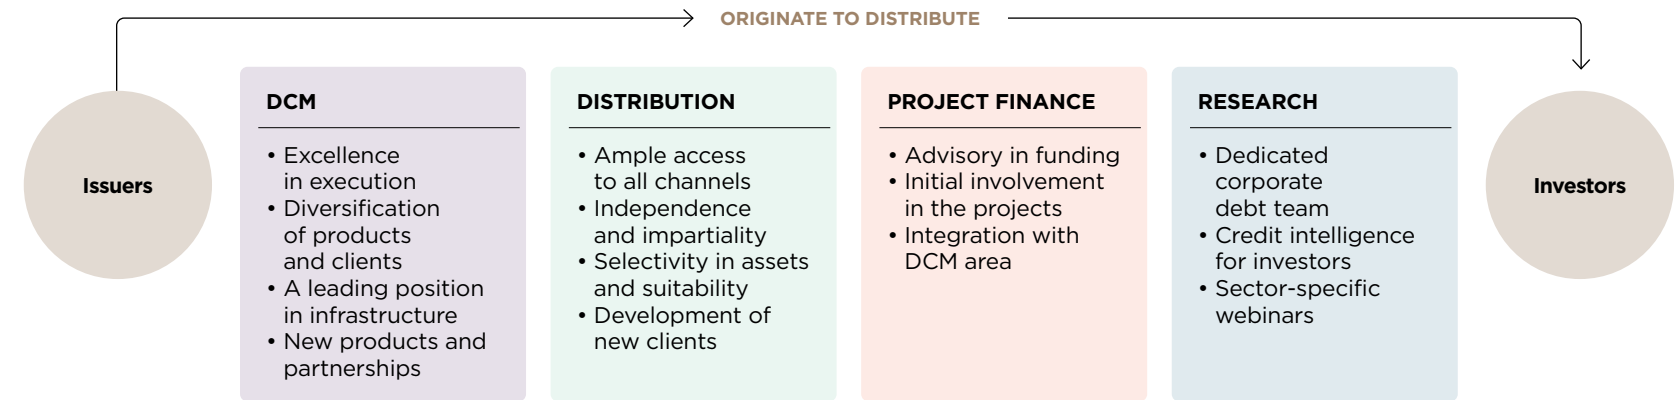 ORIGINATE TO DISTRIBUTE
Issuers
DCM
• Excellence
in execution
• Diversification
of products
and clients
• A leading position
in infrastructure
• New products and
partnerships
DISTRIBUTION
• Ample access
to all channels
• Independence
and impartiality
• Selectivity in assets
and suitability
• Development of
new clients
PROJECT FINANCE
• Advisory in funding
• Initial involvement
in the projects
• Integration with
DCM area
RESEARCH
• Dedicated
corporate
debt team
• Credit intelligence
for investors
• Sector-specific
webinars
Investors